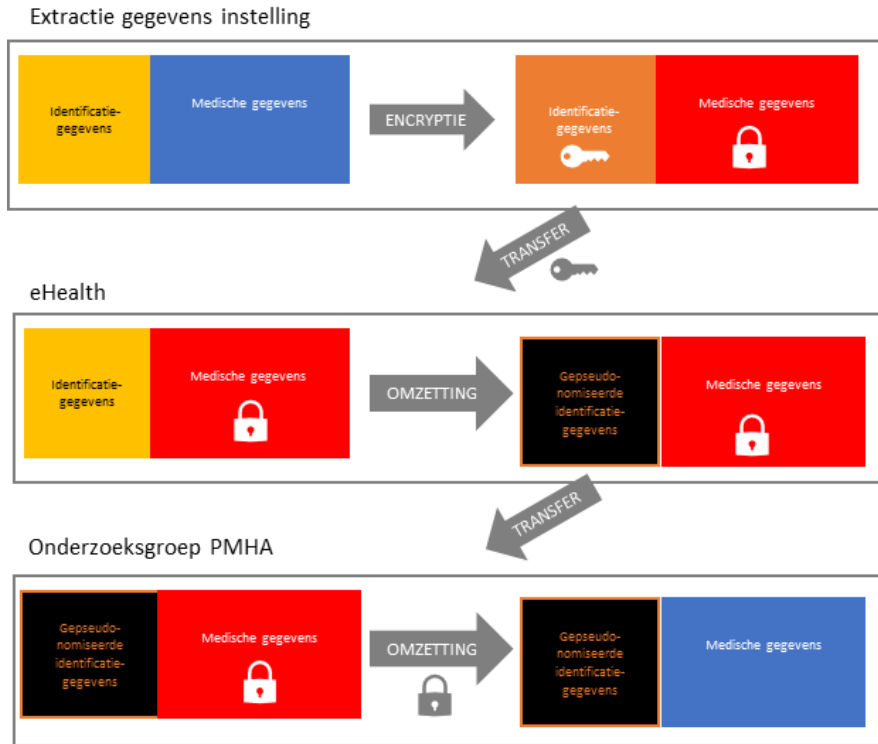 Extractie gegevens instelling
Identificatie-
gegevens
Medische gegevens
ENCRYPTIE
Identificatie-
gegevens
Medische gegevens
TRANSFER
eHealth
Identificatie-
gegevens
Medische gegevens
OMZETTING
Gepseudo-
nomiseerde
identificatie-
gegevens
Medische gegevens
TRANSFER
Onderzoeksgroep PMHA
Gepseudo-
nomiseerde
identificatie-
gegevens
Medische gegevens
OMZETTING
Gepseudo-
nomiseerde
identificatie-
gegevens
Medische gegevens